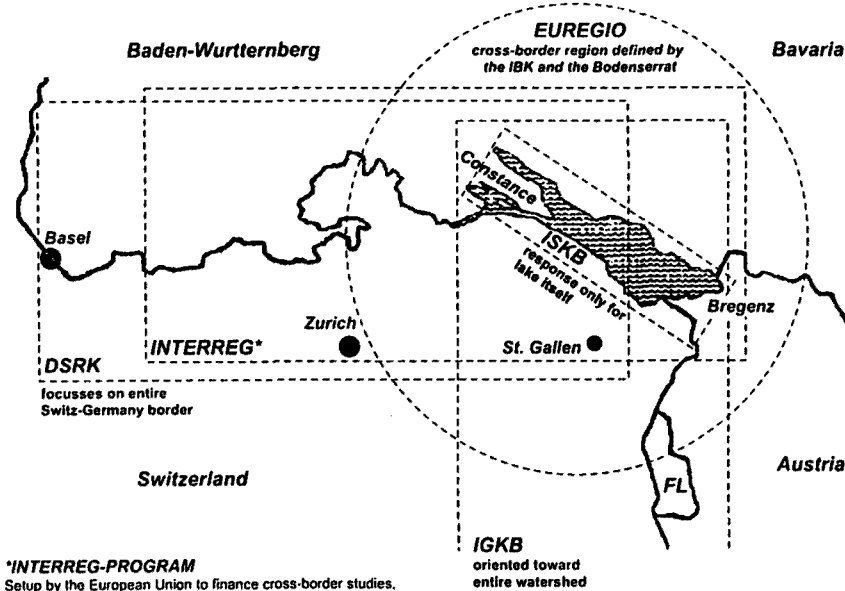 EUREGIO
cross-border region defined by
the IBK and the Bodenserrat
Baden-Wurtternberg
Bavaria
Constance
ISKB
response only for
lake itself
Basel
Zurich
Bregenz
St. Gallen
INTERREG*
DSRK
focusses on entire
Switz-Germany border
Switzerland
Austria
FL
IGKB
oriented toward
entire watershed
*INTERREG-PROGRAM
Setup by the European Union to finance cross-border studies,